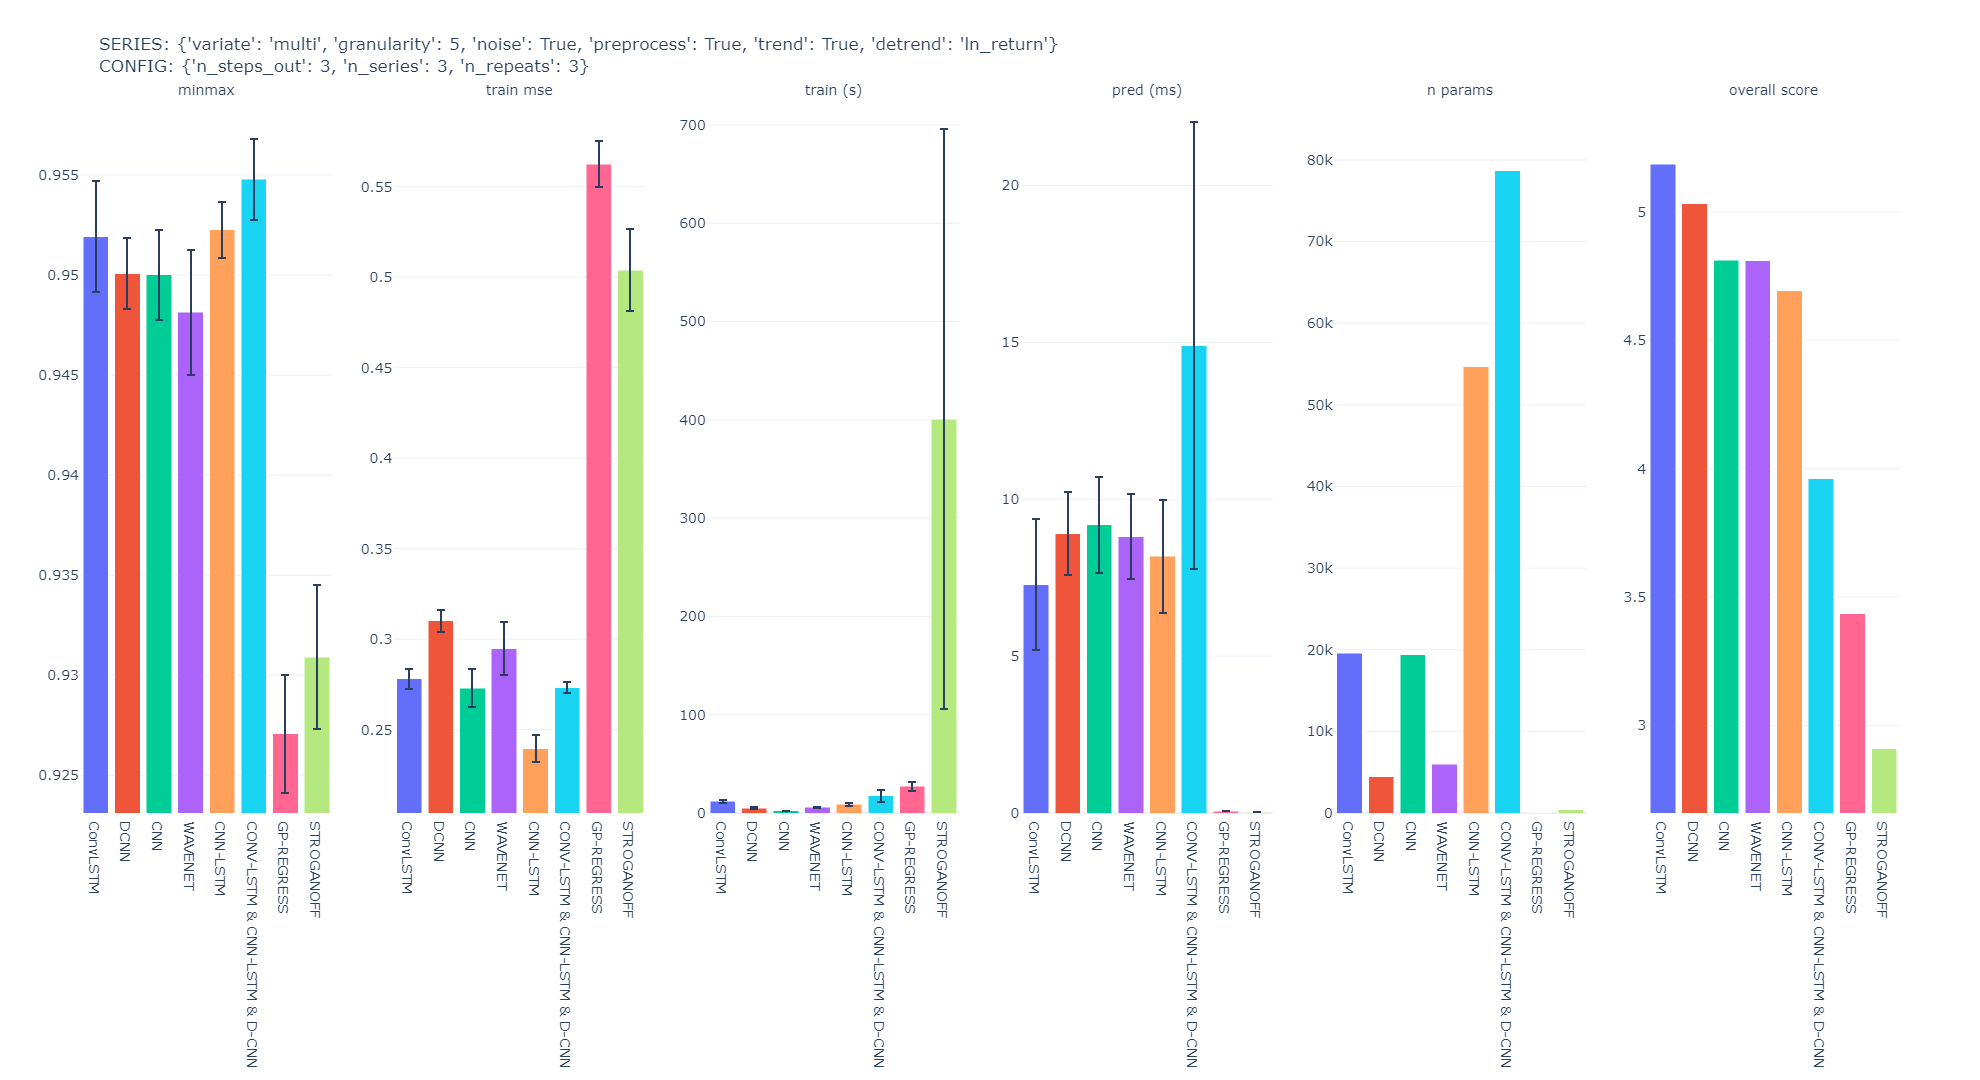 SERIES: {'variate': 'multi', 'granularity': 5, 'noise': True, 'preprocess': True, 'trend': True, 'detrend': 'ln_return'}
CONFIG: {'n_steps_out': 3, 'n_series': 3, 'n_repeats': 3}
minmax
0.955
0.95
0.945
0.94
0.935
0.93
0.925
ConvLSTM
DCNN
CNN
WAVENET
CNN-LSTM
CONV-LSTM & CNN-LSTM & D-CNN
GP-REGRESS
STROGANOFF
train mse
0.55
0.5
0.45
0.4
0.35
0.3
0.25
ConvLSTM
DCNN
CNN
WAVENET
CNN-LSTM
CONV-LSTM & CNN-LSTM & D-CNN
GP-REGRESS
STROGANOFF
train (s)
700
600
500
400
300
200
100
0
ConvLSTM
DCNN
CNN
WAVENET
CNN-LSTM
CONV-LSTM & CNN-LSTM & D-CNN
GP-REGRESS
STROGANOFF
pred (ms)
20
15
10
5
0
ConvLSTM
DCNN
CNN
WAVENET
CNN-LSTM
CONV-LSTM & CNN-LSTM & D-CNN
GP-REGRESS
STROGANOFF
n params
80k
70k
60k
50k
40k
30k
20k
10k
0
ConvLSTM
DCNN
CNN
WAVENET
CNN-LSTM
CONV-LSTM & CNN-LSTM & D-CNN
GP-REGRESS
STROGANOFF
overall score
5
4.5
4
3.5
3
ConvLSTM
DCNN
CNN
WAVENET
CNN-LSTM
CONV-LSTM & CNN-LSTM & D-CNN
GP-REGRESS
STROGANOFF